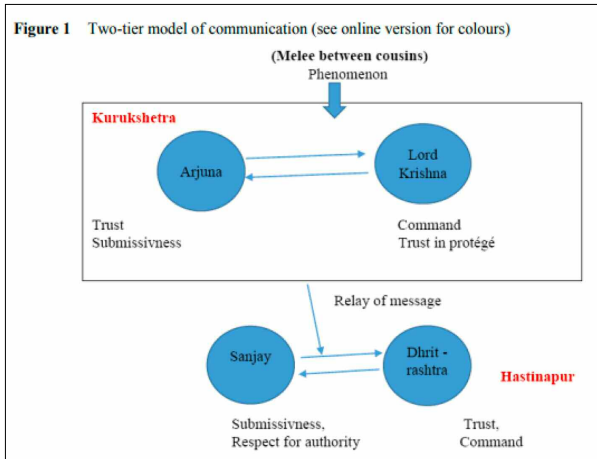 Figure 1 Two-tier model of communication (see online version for colours)
(Melee between cousins)
Phenomenon
Kurukshetra
Arjuna
Lord
Krishna
Trust
Submissivness
Command
Trust in protégé
Relay of message
Sanjay
Dhrit -
rashtra
Hastinapur
Submissivness,
Respect for authority
Trust,
Command